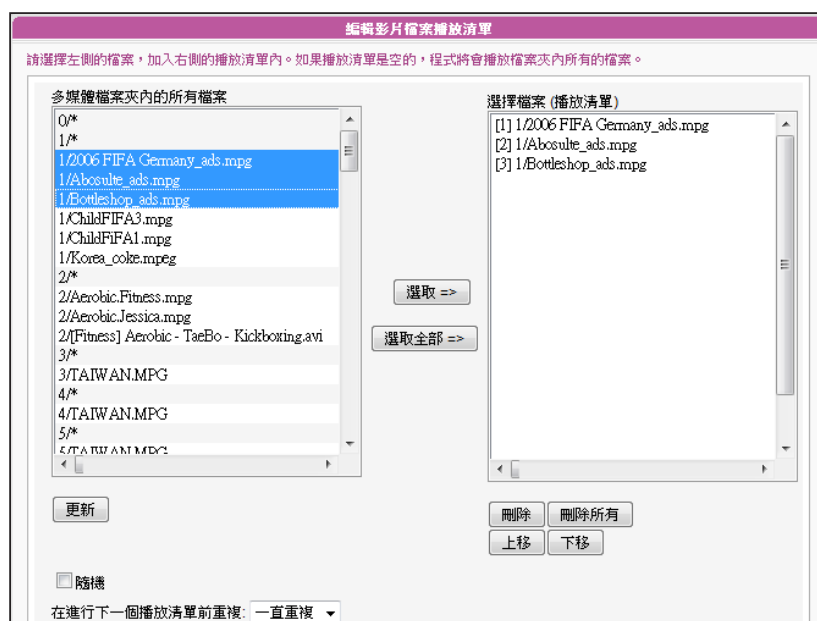 編輯影片檔案播放清單
請選擇左側的檔案，加入右側的播放清單內。如果播放清單是空的，程式將會播放檔案夾內所有的檔案。
多媒體檔案夾內的所有檔案
0/*
1/*
1/2006 FIFA Germany_ads.mpg
1/Abosulte_ads.mpg
1/Bottleshop_ads.mpg
1/ChildFIFA3.mpg
1/ChildFiFA1.mpg
1/Korea_coke.mpeg
2/*
2/Aerobic.Fitness.mpg
2/Aerobic.Jessica.mpg
2/[Fitness] Aerobic - TaeBo - Kickboxing.avi
3/*
3/TAIWAN.MPG
4/*
4/TAIWAN.MPG
5/*
5/TAIWAN.MPG
更新
選取 =>
選取全部 =>
選擇檔案 (播放清單)
[1] 1/2006 FIFA Germany_ads.mpg
[2] 1/Abosulte_ads.mpg
[3] 1/Bottleshop_ads.mpg
刪除 刪除所有
上移 下移
隨機
在進行下一個播放清單前重複: 一直重複